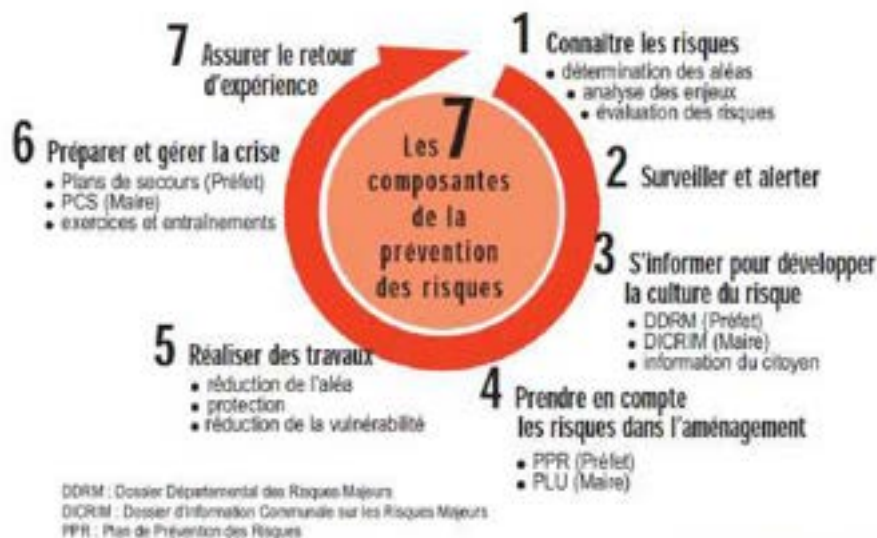 1 Connaître les risques
• détermination des aléas
• analyse des enjeux
• évaluation des risques
2 Surveiller et alerter
3 S'informer pour développer
la culture du risque
• DDRM (Préfet)
• DICRIM (Maire)
• information du citoyen
4 Prendre en compte
les risques dans l'aménagement
• PPR (Préfet)
• PLU (Maire)
5 Réaliser des travaux
• réduction de l'aléa
• protection
• réduction de la vulnérabilité
6 Préparer et gérer la crise
• Plans de secours (Préfet)
• PCS (Maire)
• exercices et entraînements
7 Assurer le retour
d'expérience
Les 7
composantes
de la
prévention
des risques
DDRM : Dossier Départemental des Risques Majeurs
DICRIM : Dossier d'Information Communale sur les Risques Majeurs
PPR : Plan de Prévention des Risques